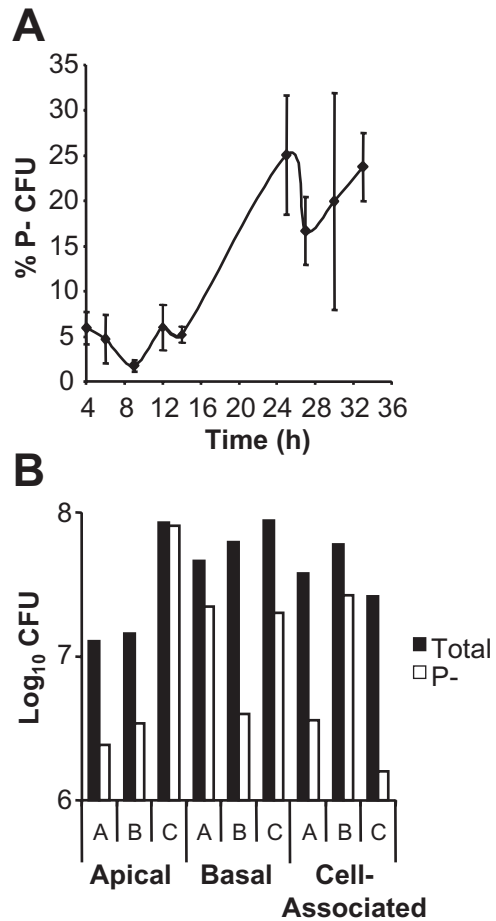 A
35
30
25
20
15
10
5
0
% P- CFU
4 8 12 16 20 24 28 32 36
Time (h)
B
8
7
6
Log10 CFU
Total
P-
A B C A B C A B C
Apical Basal Cell-
Associated